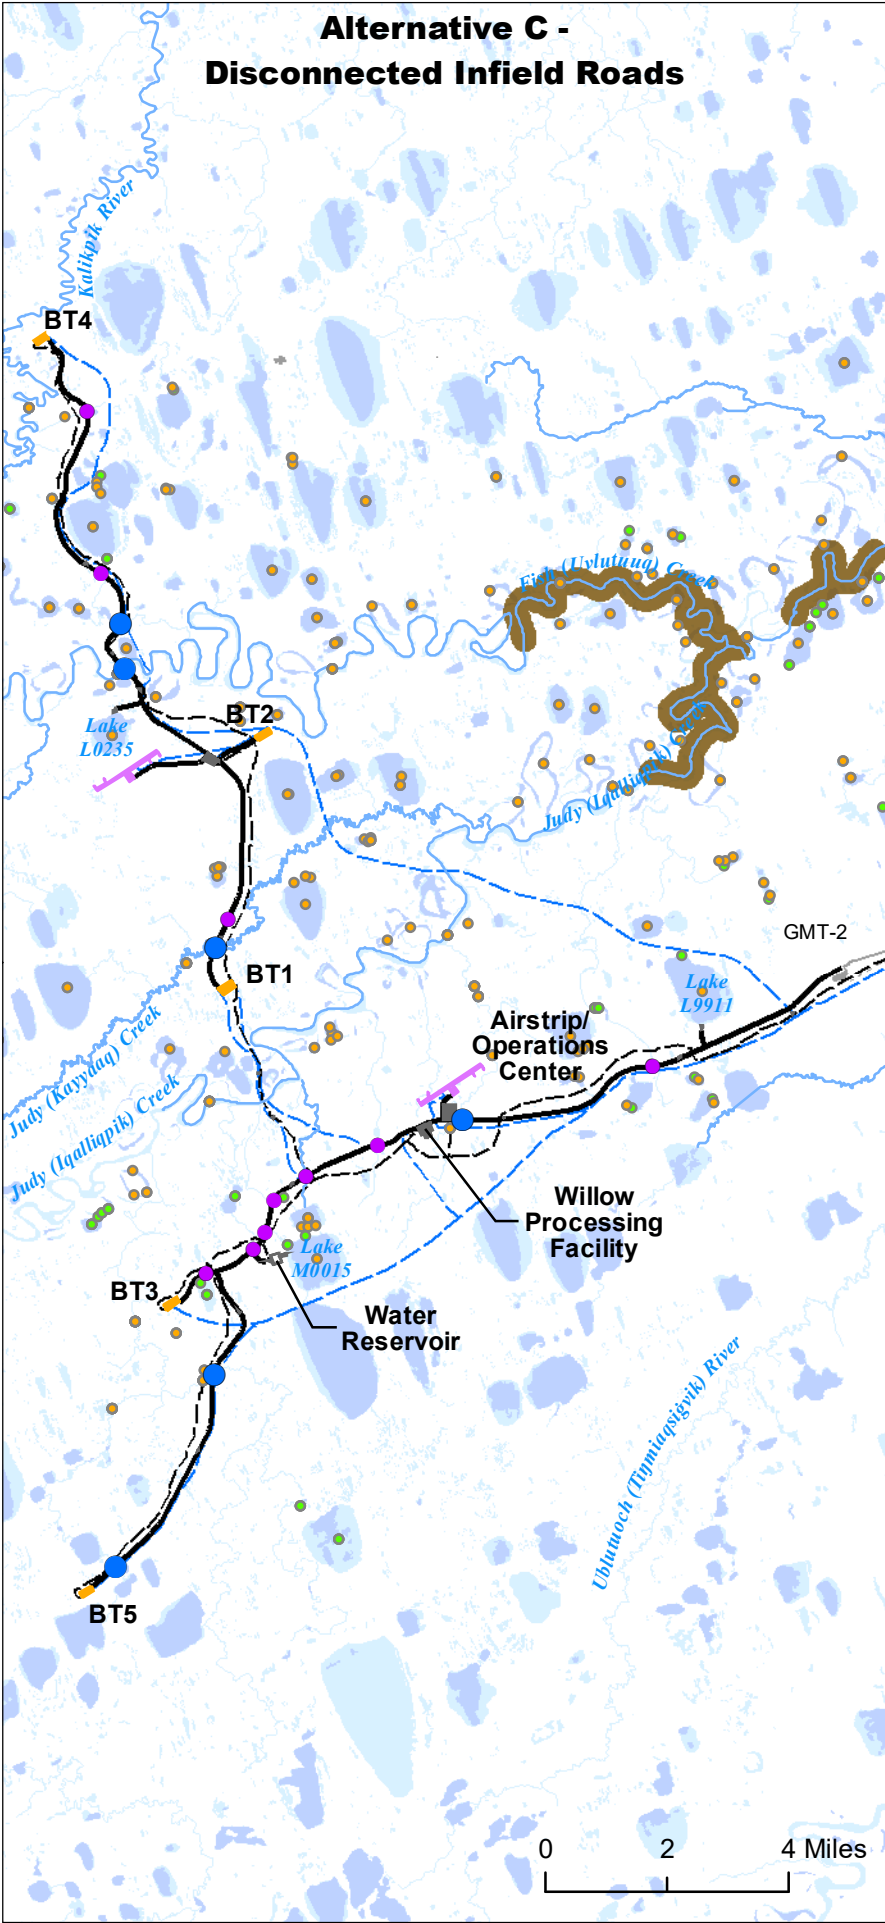 Alternative C -
Disconnected Infield Roads
Kalikpik River
BT4
Fish (Uvlutuuq) Creek
BT2
Lake
L0235
Judy (Iqalliqpik) Creek
GMT-2
BT1
Lake
L9911
Airstrip/
Operations
Center
Judy (Kayyaaq) Creek
Judy (Iqalliqpik) Creek
Willow
Processing
Facility
Lake
M0015
BT3
Water
Reservoir
Ublutuoch (Tiŋmiaqsiġvik) River
BT5
0 2 4 Miles